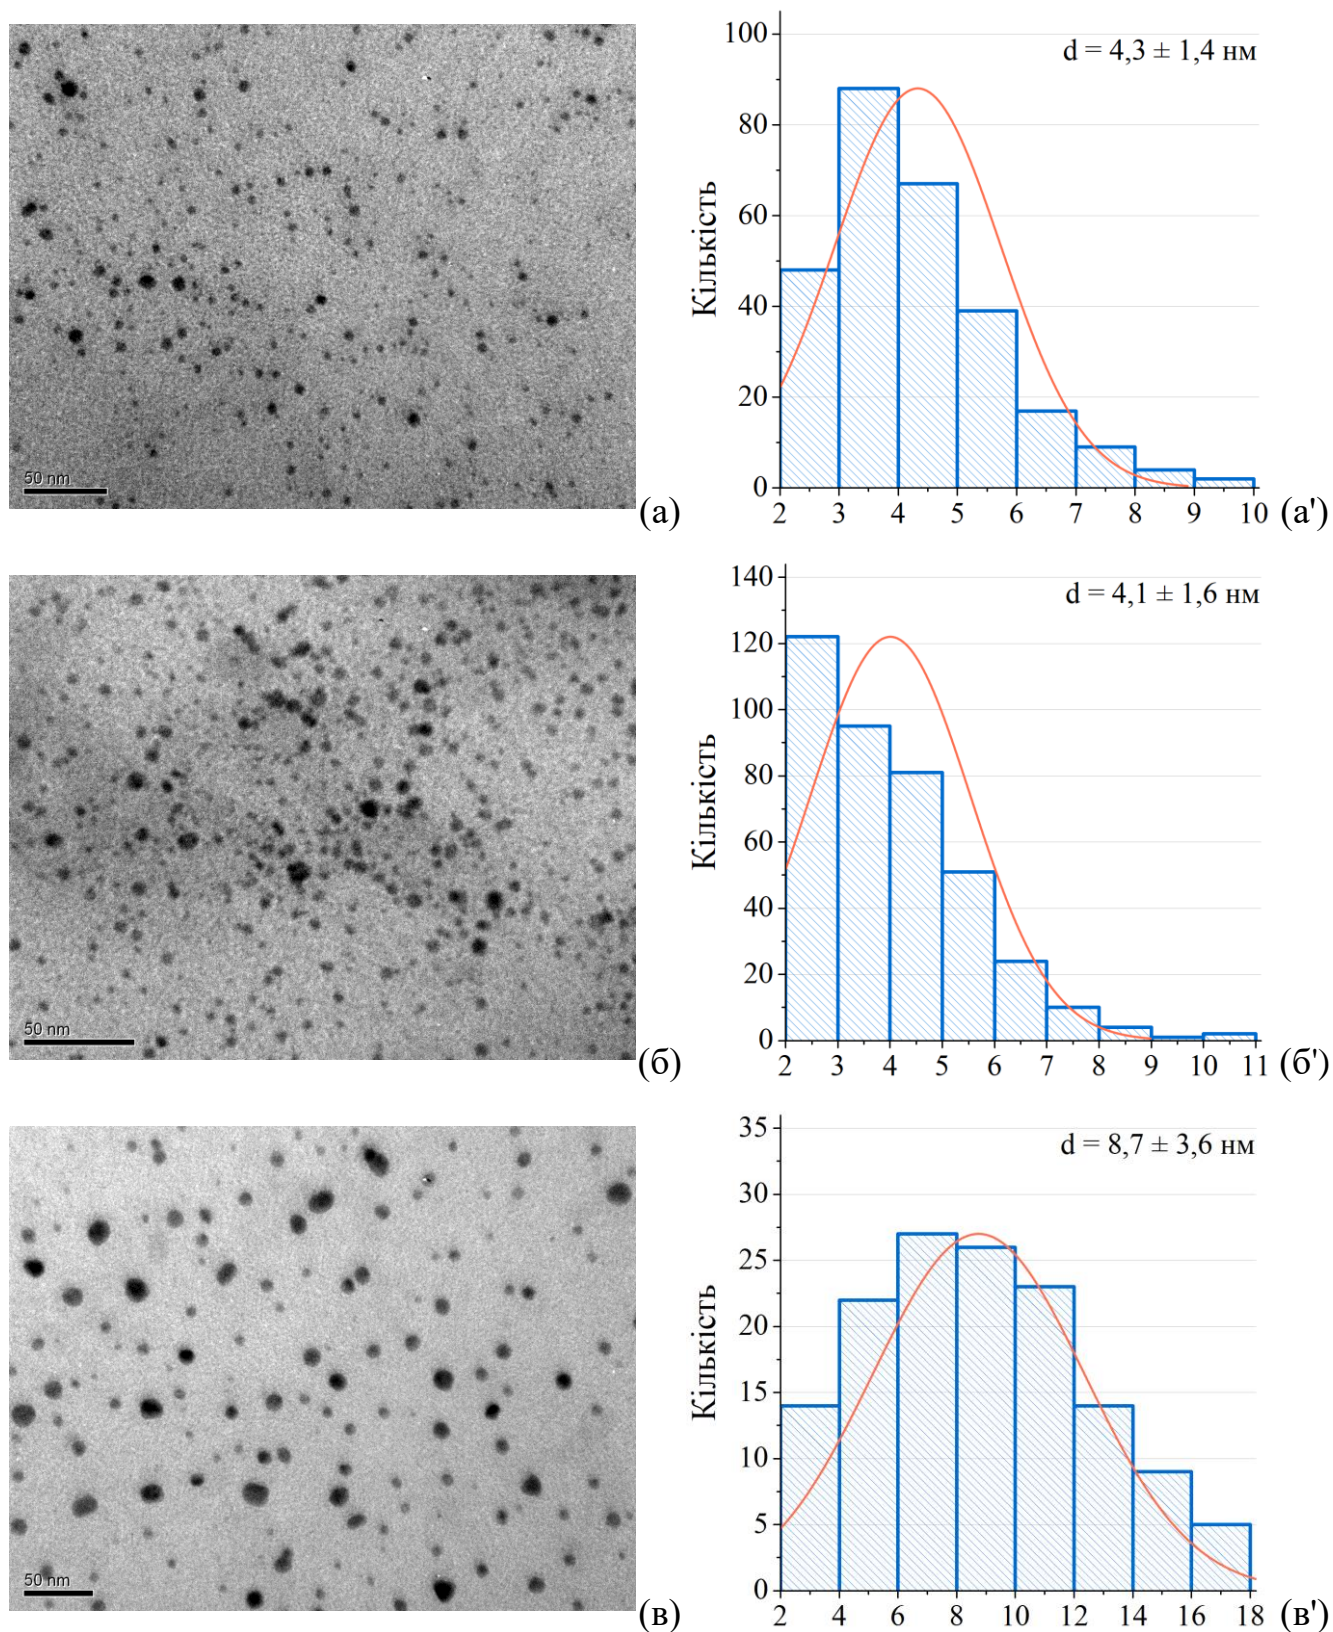 50 nm
(а)
100
80
60
40
20
0
Кількість
d = 4,3 ± 1,4 нм
2 3 4 5 6 7 8 9 10
(а')
50 nm
(б)
140
120
100
80
60
40
20
0
Кількість
d = 4,1 ± 1,6 нм
2 3 4 5 6 7 8 9 10 11
(б')
50 nm
(в)
35
30
25
20
15
10
5
0
Кількість
d = 8,7 ± 3,6 нм
2 4 6 8 10 12 14 16 18
(в')